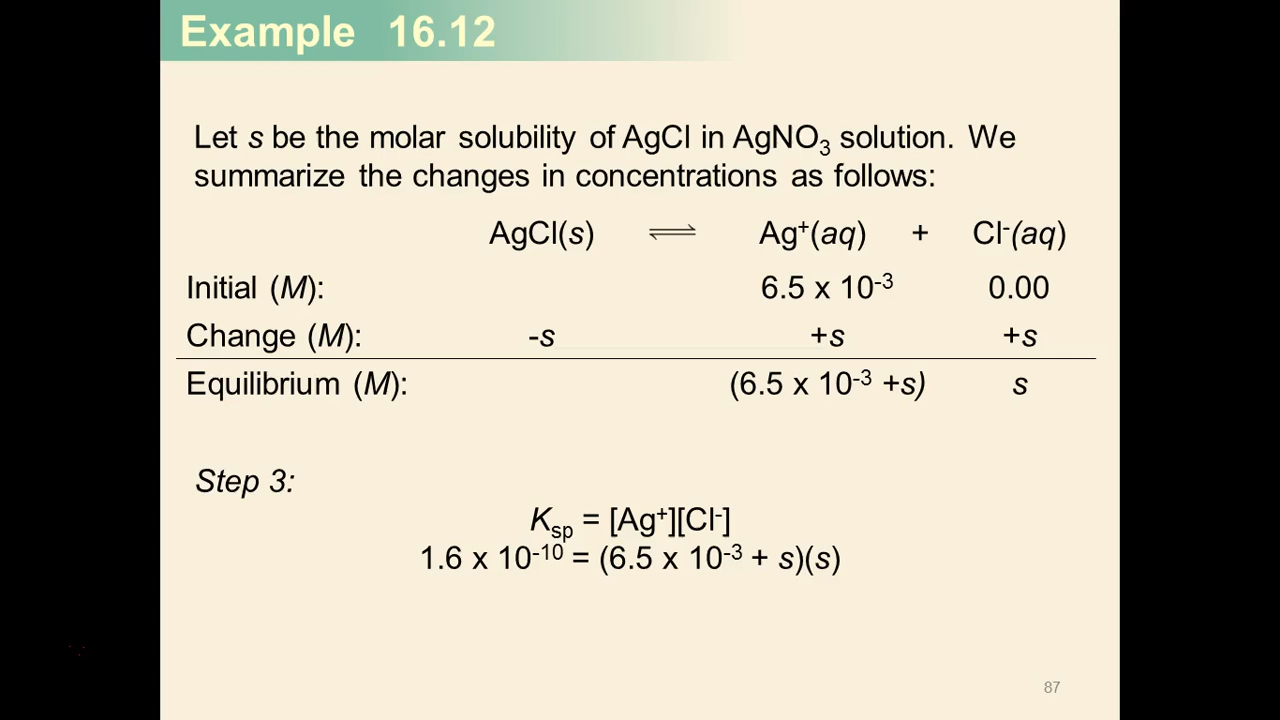 Example 16.12
Let s be the molar solubility of AgCl in AgNO₃ solution. We
summarize the changes in concentrations as follows:
AgCl(s) ⇌ Ag⁺(aq) + Cl⁻(aq)
Initial (M): 6.5 x 10⁻³ 0.00
Change (M): -s +s +s
Equilibrium (M): (6.5 x 10⁻³ +s) s
Step 3:
Kₛₚ = [Ag⁺][Cl⁻]
1.6 x 10⁻¹⁰ = (6.5 x 10⁻³ + s)(s)
87